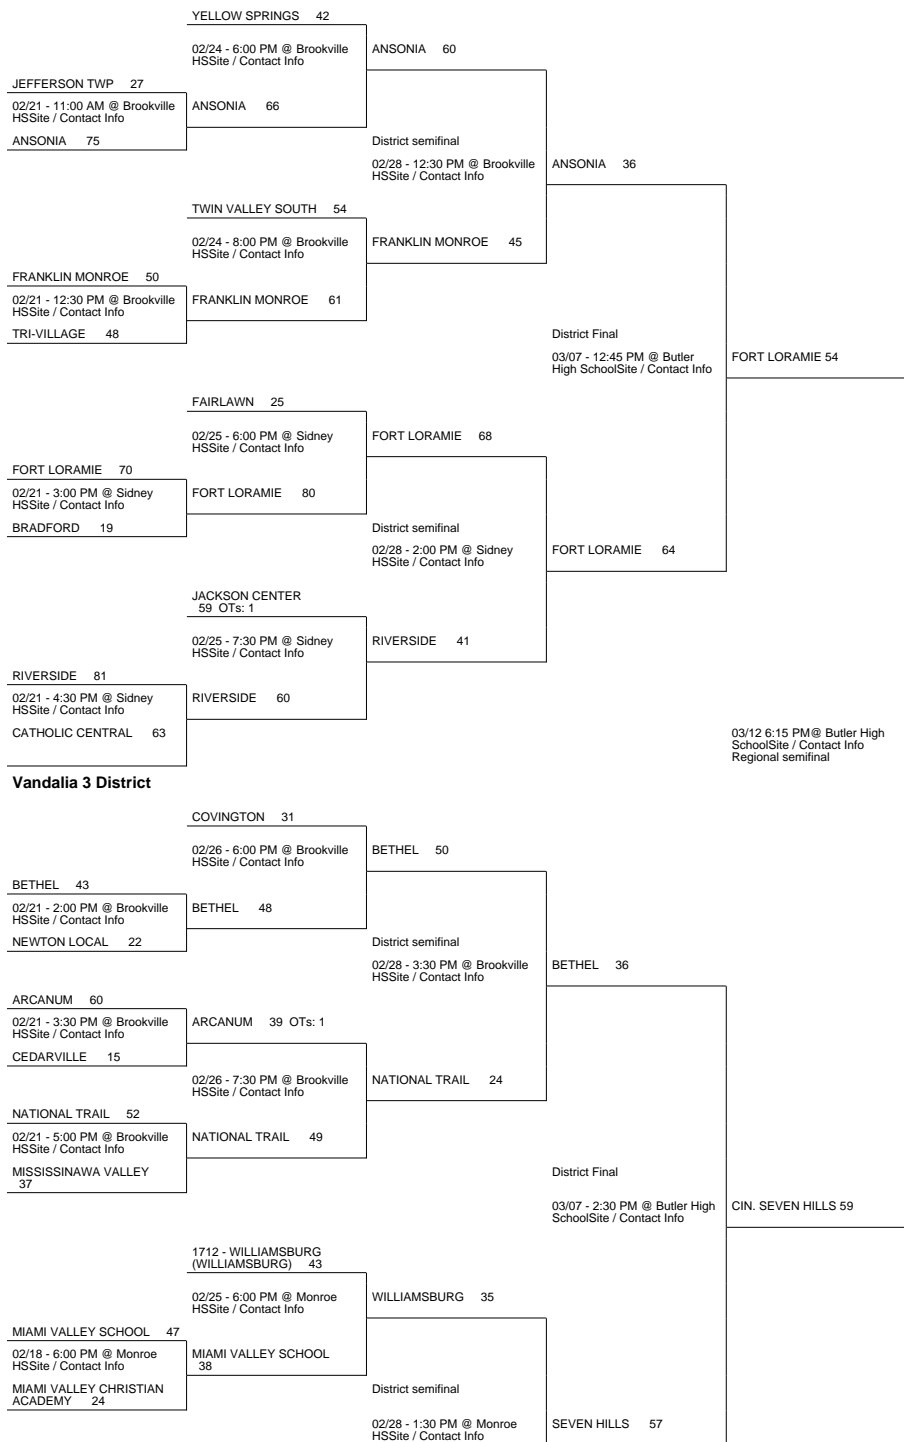 YELLOW SPRINGS 42
02/24 - 6:00 PM @ Brookville
HSSite / Contact Info
ANSONIA 60
JEFFERSON TWP 27
02/21 - 11:00 AM @ Brookville
HSSite / Contact Info
ANSONIA 66
ANSONIA 75
District semifinal
02/28 - 12:30 PM @ Brookville
HSSite / Contact Info
ANSONIA 36
TWIN VALLEY SOUTH 54
02/24 - 8:00 PM @ Brookville
HSSite / Contact Info
FRANKLIN MONROE 45
FRANKLIN MONROE 50
02/21 - 12:30 PM @ Brookville
HSSite / Contact Info
FRANKLIN MONROE 61
TRI-VILLAGE 48
District Final
03/07 - 12:45 PM @ Butler
High SchoolSite / Contact Info
FORT LORAMIE 54
FAIRLAWN 25
02/25 - 6:00 PM @ Sidney
HSSite / Contact Info
FORT LORAMIE 68
FORT LORAMIE 70
02/21 - 3:00 PM @ Sidney
HSSite / Contact Info
FORT LORAMIE 80
BRADFORD 19
District semifinal
02/28 - 2:00 PM @ Sidney
HSSite / Contact Info
FORT LORAMIE 64
JACKSON CENTER
59 OTs: 1
02/25 - 7:30 PM @ Sidney
HSSite / Contact Info
RIVERSIDE 41
RIVERSIDE 81
02/21 - 4:30 PM @ Sidney
HSSite / Contact Info
RIVERSIDE 60
CATHOLIC CENTRAL 63
03/12 6:15 PM@ Butler High
SchoolSite / Contact Info
Regional semifinal
Vandalia 3 District
COVINGTON 31
02/26 - 6:00 PM @ Brookville
HSSite / Contact Info
BETHEL 50
BETHEL 43
02/21 - 2:00 PM @ Brookville
HSSite / Contact Info
BETHEL 48
NEWTON LOCAL 22
District semifinal
02/28 - 3:30 PM @ Brookville
HSSite / Contact Info
BETHEL 36
ARCANUM 60
02/21 - 3:30 PM @ Brookville
HSSite / Contact Info
ARCANUM 39 OTs: 1
CEDARVILLE 15
02/26 - 7:30 PM @ Brookville
HSSite / Contact Info
NATIONAL TRAIL 24
NATIONAL TRAIL 52
02/21 - 5:00 PM @ Brookville
HSSite / Contact Info
NATIONAL TRAIL 49
MISSISSINAWA VALLEY
37
District Final
03/07 - 2:30 PM @ Butler High
SchoolSite / Contact Info
CIN. SEVEN HILLS 59
1712 - WILLIAMSBURG
(WILLIAMSBURG) 43
02/25 - 6:00 PM @ Monroe
HSSite / Contact Info
WILLIAMSBURG 35
MIAMI VALLEY SCHOOL 47
02/18 - 6:00 PM @ Monroe
HSSite / Contact Info
MIAMI VALLEY SCHOOL
38
MIAMI VALLEY CHRISTIAN
ACADEMY 24
District semifinal
02/28 - 1:30 PM @ Monroe
HSSite / Contact Info
SEVEN HILLS 57